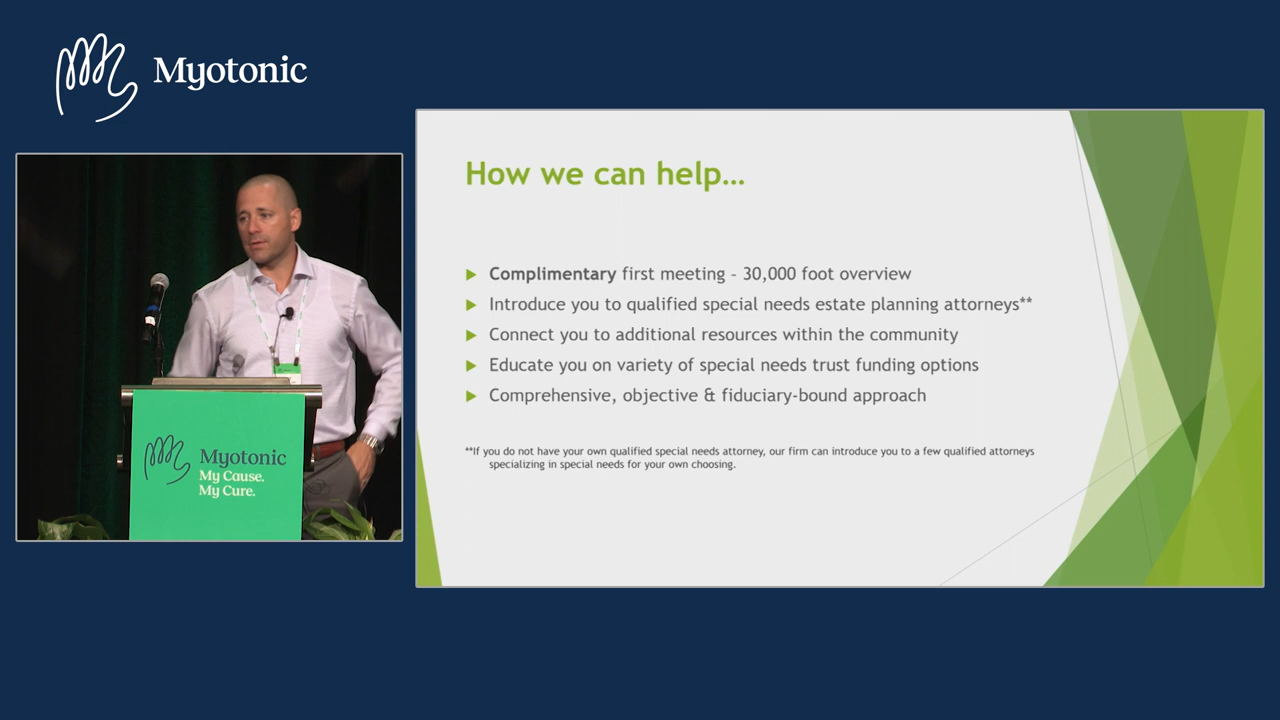 Myotonic
How we can help...
Complimentary first meeting - 30,000 foot overview
Introduce you to qualified special needs estate planning attorneys**
Connect you to additional resources within the community
Educate you on variety of special needs trust funding options
Comprehensive, objective & fiduciary-bound approach
**If you do not have your own qualified special needs attorney, our firm can introduce you to a few qualified attorneys
specializing in special needs for your own choosing.
Myotonic
My Cause.
My Cure.